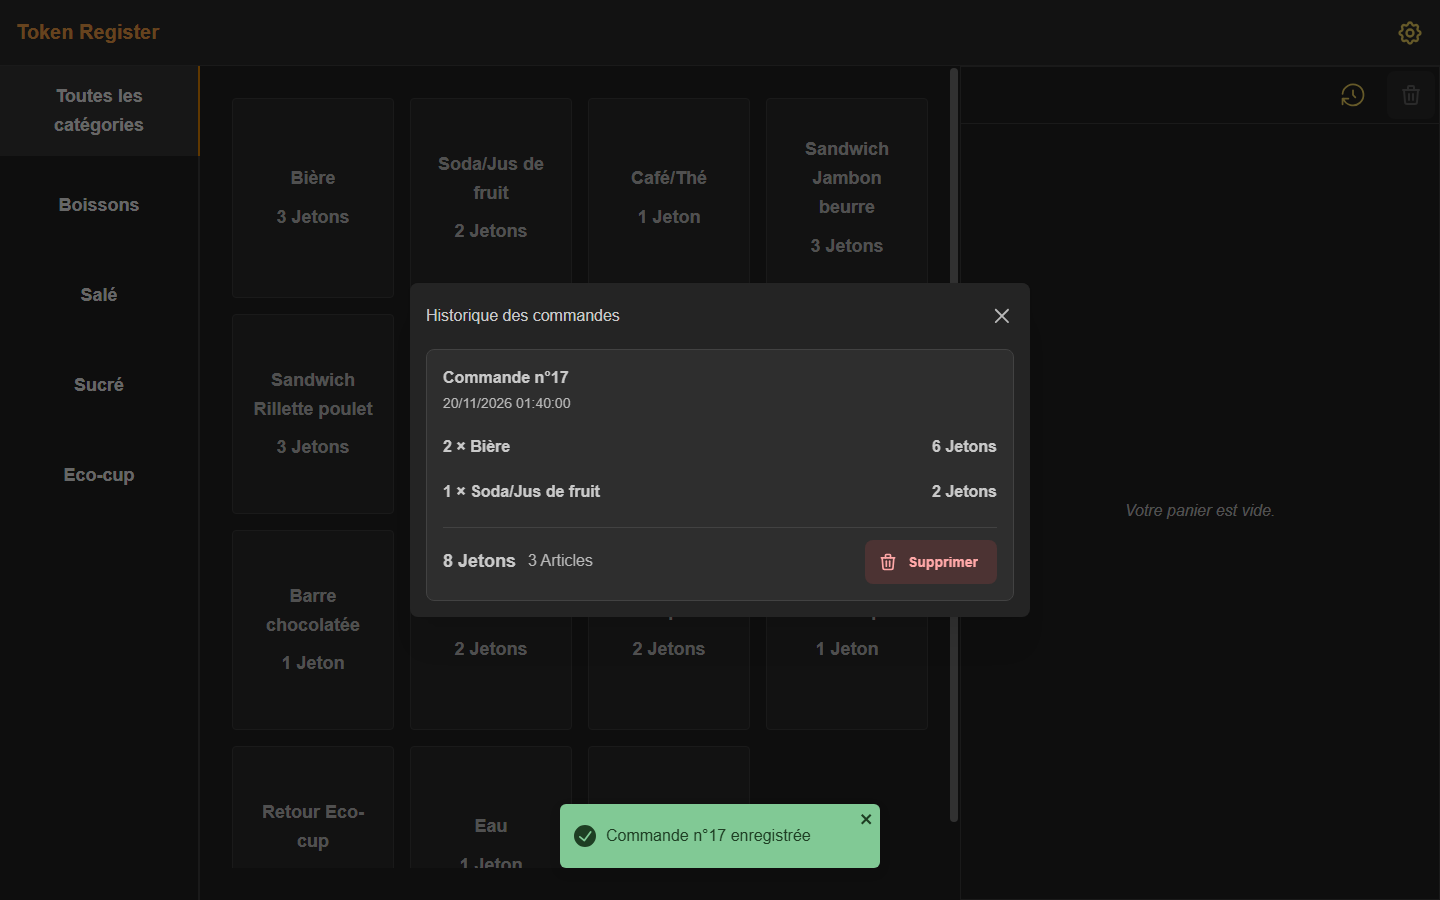 Token Register
Toutes les
catégories
Boissons
Salé
Sucré
Eco-cup
Bière
3 Jetons
Soda/Jus de
fruit
2 Jetons
Café/Thé
1 Jeton
Sandwich
Jambon
beurre
3 Jetons
Sandwich
Rillette poulet
3 Jetons
Barre
chocolatée
1 Jeton
2 Jetons
2 Jetons
1 Jeton
Retour Eco-
cup
Eau
1 Jeton
Historique des commandes
Commande n°17
20/11/2026 01:40:00
2 × Bière
6 Jetons
1 × Soda/Jus de fruit
2 Jetons
8 Jetons
3 Articles
Supprimer
Votre panier est vide.
Commande n°17 enregistrée